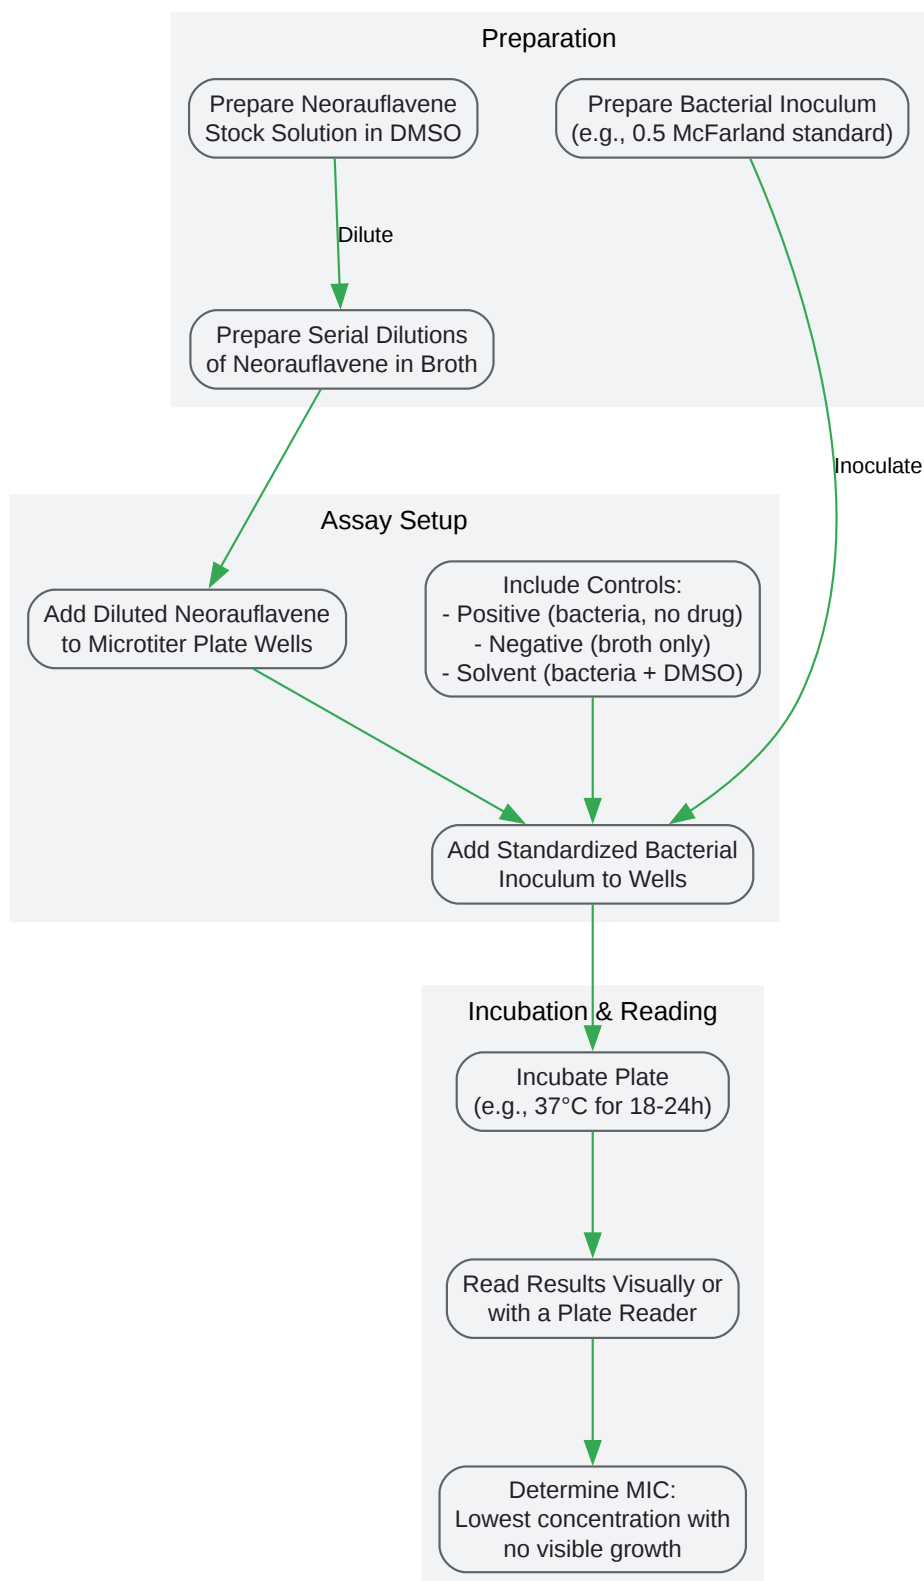 Preparation
Prepare Neorauflavene
Stock Solution in DMSO
Prepare Bacterial Inoculum
(e.g., 0.5 McFarland standard)
Dilute
Prepare Serial Dilutions
of Neorauflavene in Broth
Inoculate
Assay Setup
Add Diluted Neorauflavene
to Microtiter Plate Wells
Include Controls:
- Positive (bacteria, no drug)
- Negative (broth only)
- Solvent (bacteria + DMSO)
Add Standardized Bacterial
Inoculum to Wells
Incubation & Reading
Incubate Plate
(e.g., 37°C for 18-24h)
Read Results Visually or
with a Plate Reader
Determine MIC:
Lowest concentration with
no visible growth